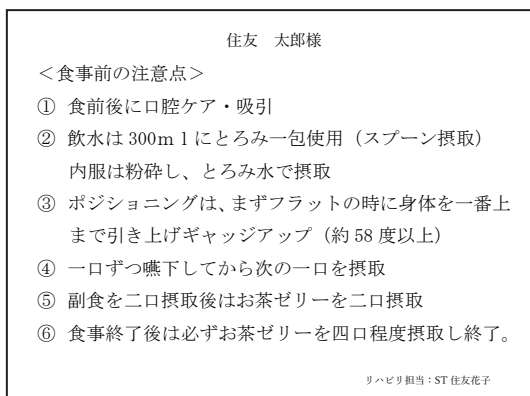 住友　太郎様
＜食事前の注意点＞
① 食前後に口腔ケア・吸引
② 飲水は 300ｍｌにとろみ一包使用（スプーン摂取）
内服は粉砕し、とろみ水で摂取
③ ポジショニングは、まずフラットの時に身体を一番上
まで引き上げギャッジアップ（約 58 度以上）
④ 一口ずつ嚥下してから次の一口を摂取
⑤ 副食を二口摂取後はお茶ゼリーを二口摂取
⑥ 食事終了後は必ずお茶ゼリーを四口程度摂取し終了。
リハビリ担当：ST 住友花子